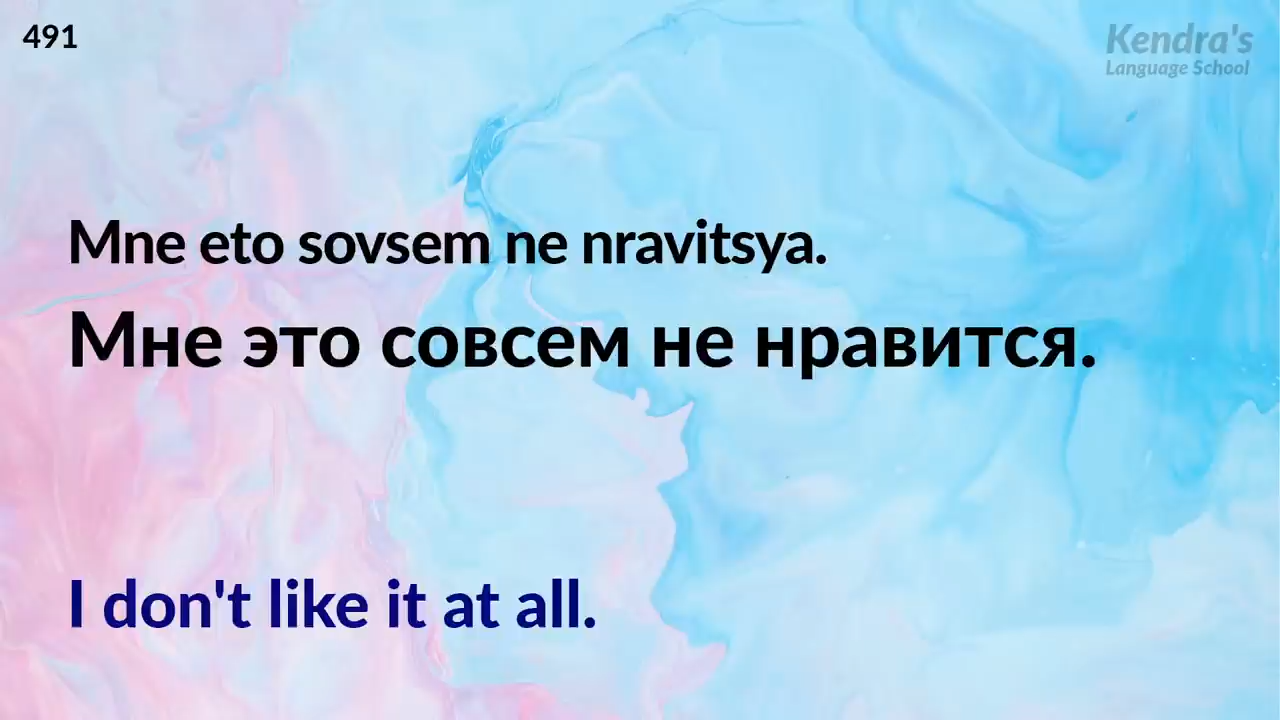 491
Kendra's
Language School
Mne eto sovsem ne nravitsya.
Мне это совсем не нравится.
I don't like it at all.